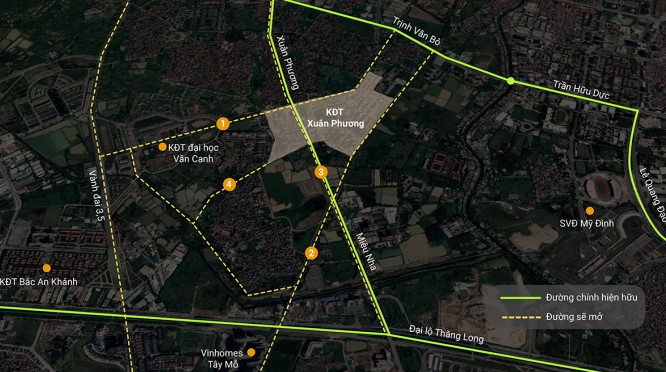 Trịnh Văn Bô
Xuân Phương
Trần Hữu Dực
KĐT
Xuân Phương
1
KĐT đại học
Vân Canh
Vành đai 3,5
3
4
Lê Quang Đạo
SVĐ Mỹ Đình
Miêu Nha
2
KĐT Bắc An Khánh
Đường chính hiện hữu
Đường sẽ mở
Đại lộ Thăng Long
Vinhomes
Tây Mỗ